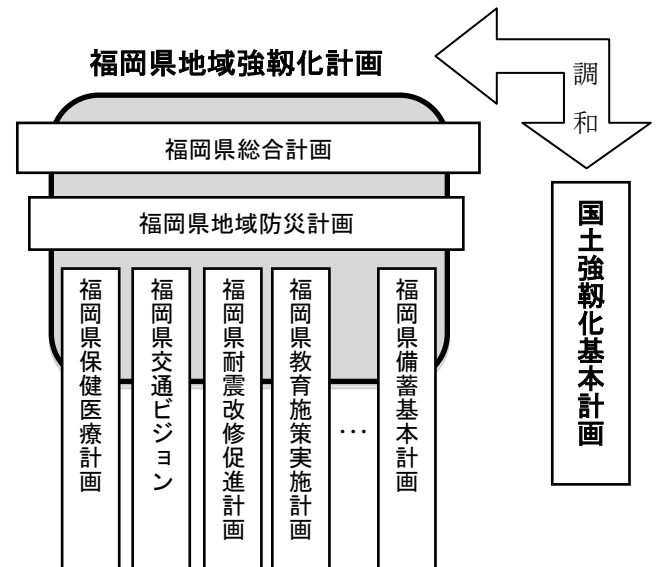 福岡県地域強靱化計画
調和
福岡県総合計画
福岡県地域防災計画
福岡県保健医療計画
福岡県交通ビジョン
福岡県耐震改修促進計画
福岡県教育施策実施計画
…
福岡県備蓄基本計画
国土強靱化基本計画